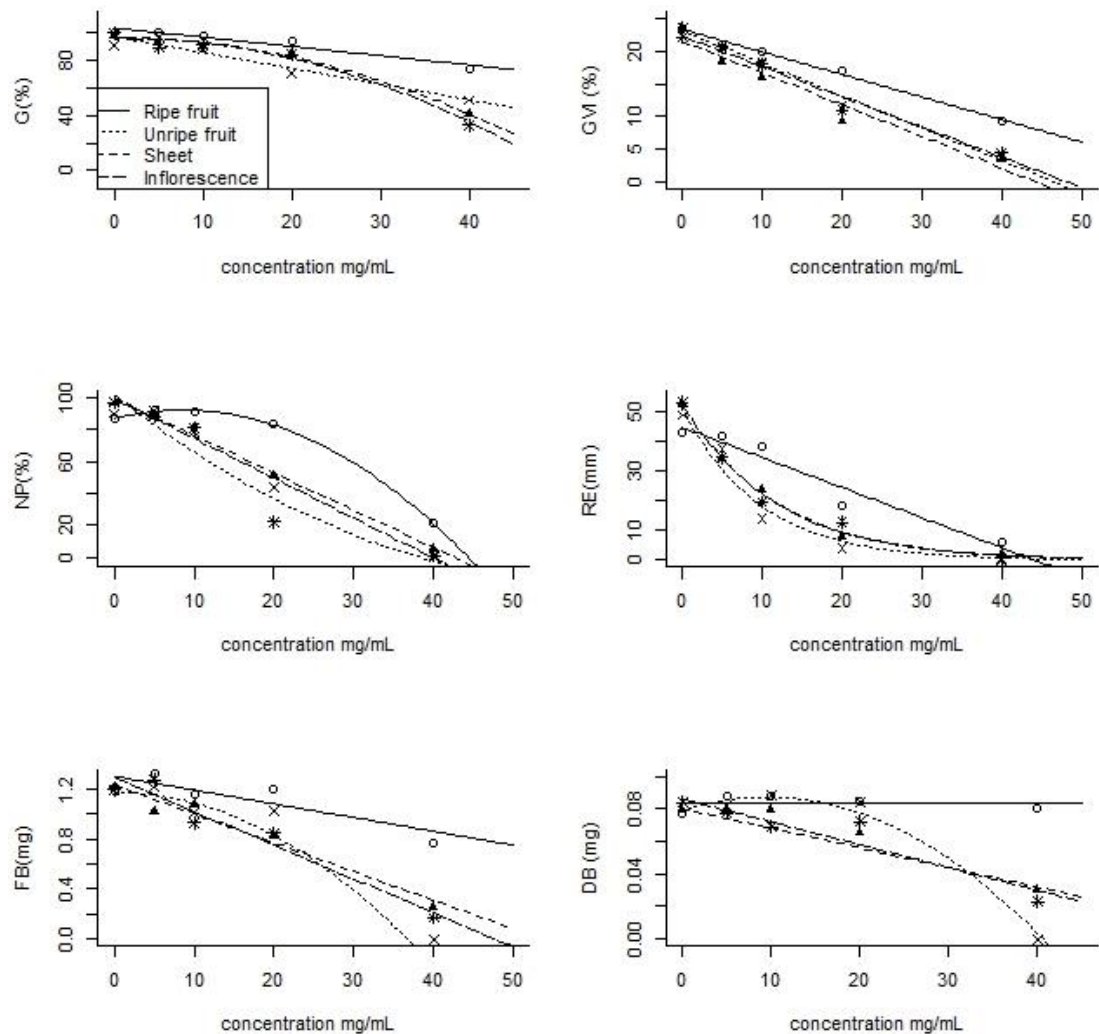 G(%)
80
40
0
Ripe fruit
Unripe fruit
Sheet
Inflorescence
0 10 20 30 40
concentration mg/mL
GVI (%)
20
10
5
0
0 10 20 30 40 50
concentration mg/mL
NP(%)
100
60
20
0
0 10 20 30 40 50
concentration mg/mL
RE(mm)
50
30
10
0
0 10 20 30 40 50
concentration mg/mL
FB(mg)
1.2
0.8
0.4
0.0
0 10 20 30 40 50
concentration mg/mL
DB (mg)
0.08
0.04
0.00
0 10 20 30 40
concentration mg/mL